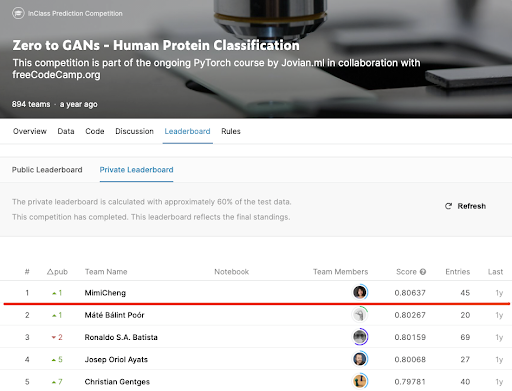 InClass Prediction Competition
Zero to GANs - Human Protein Classification
This competition is part of the ongoing PyTorch course by Jovian.ml in collaboration with
freeCodeCamp.org
894 teams · a year ago
Overview Data Code Discussion Leaderboard Rules
Public Leaderboard Private Leaderboard
The private leaderboard is calculated with approximately 60% of the test data.
This competition has completed. This leaderboard reflects the final standings.
Refresh
# △pub Team Name Notebook Team Members Score Entries Last
1 1 MimiCheng 0.80637 45 1y
2 1 Máté Bálint Poór 0.80267 20 1y
3 2 Ronaldo S.A. Batista 0.80159 69 1y
4 5 Josep Oriol Ayats 0.80068 27 1y
5 7 Christian Gentges 0.79781 40 1y